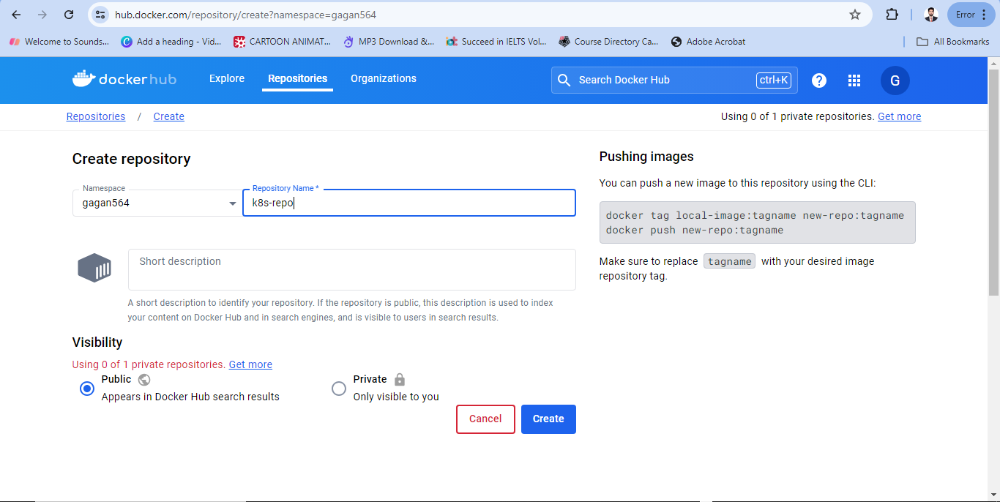 hub.docker.com/repository/create?namespace=gagan564
Error
Welcome to Sounds...
Add a heading - Vid...
CARTOON ANIMAT...
MP3 Download &...
Succeed in IELTS Vol...
Course Directory Ca...
Adobe Acrobat
All Bookmarks
dockerhub
Explore
Repositories
Organizations
Search Docker Hub
ctrl+K
?
G
Repositories / Create
Using 0 of 1 private repositories. Get more
Create repository
Namespace
gagan564
Repository Name *
k8s-repo
Short description
A short description to identify your repository. If the repository is public, this description is used to index
your content on Docker Hub and in search engines, and is visible to users in search results.
Visibility
Using 0 of 1 private repositories. Get more
Public
Appears in Docker Hub search results
Private
Only visible to you
Cancel
Create
Pushing images
You can push a new image to this repository using the CLI:
docker tag local-image:tagname new-repo:tagname
docker push new-repo:tagname
Make sure to replace tagname with your desired image
repository tag.